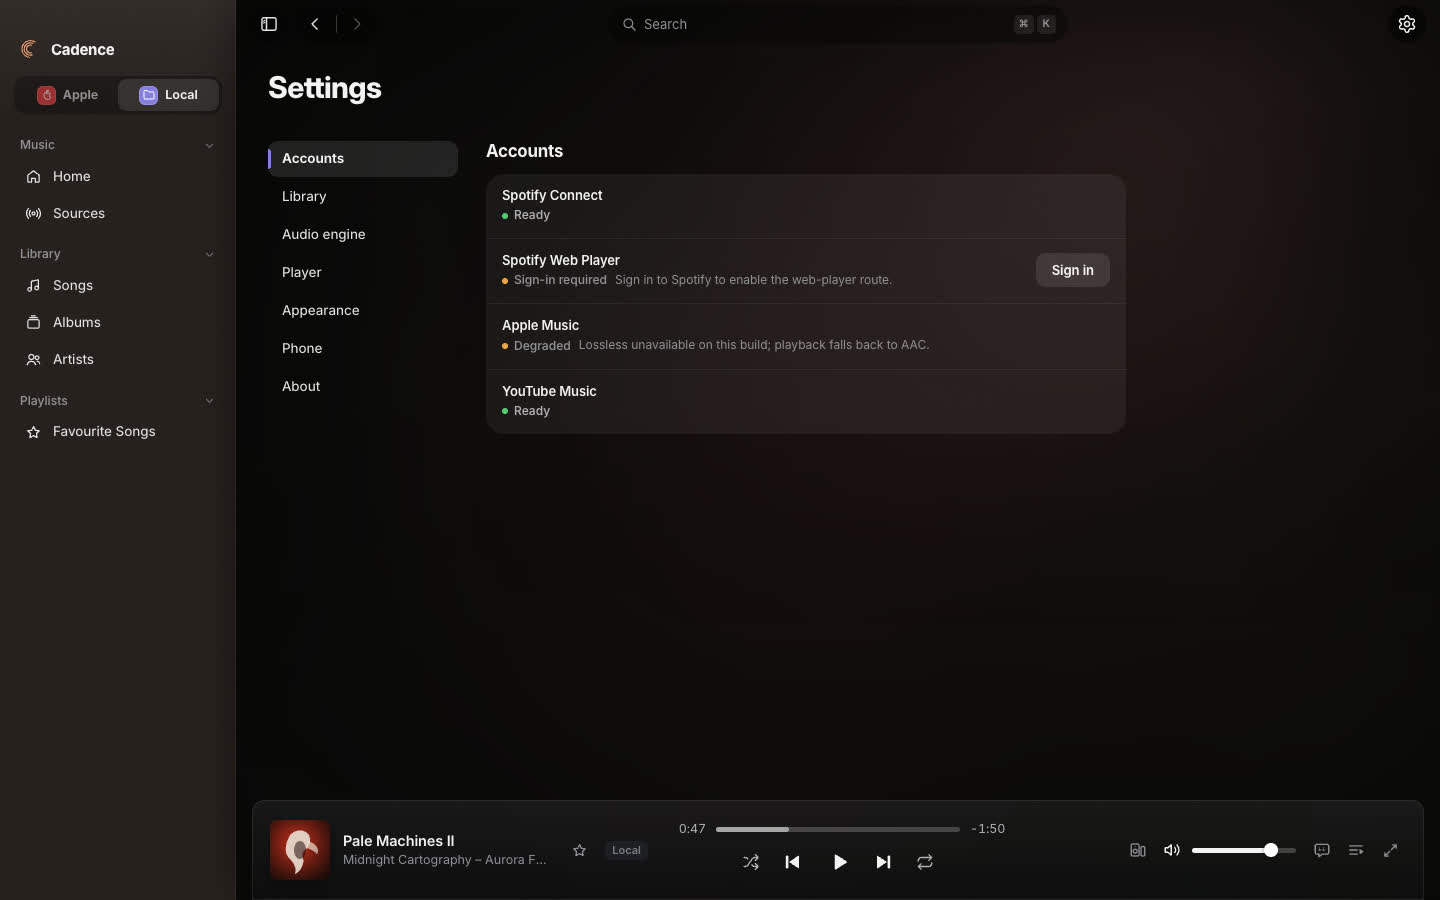 Cadence
Apple
Local
Music
Home
Sources
Library
Songs
Albums
Artists
Playlists
Favourite Songs
Search
⌘ K
Settings
Accounts
Library
Audio engine
Player
Appearance
Phone
About
Accounts
Spotify Connect
Ready
Spotify Web Player
Sign-in required Sign in to Spotify to enable the web-player route.
Sign in
Apple Music
Degraded Lossless unavailable on this build; playback falls back to AAC.
YouTube Music
Ready
Pale Machines II
Midnight Cartography – Aurora F...
Local
0:47
-1:50